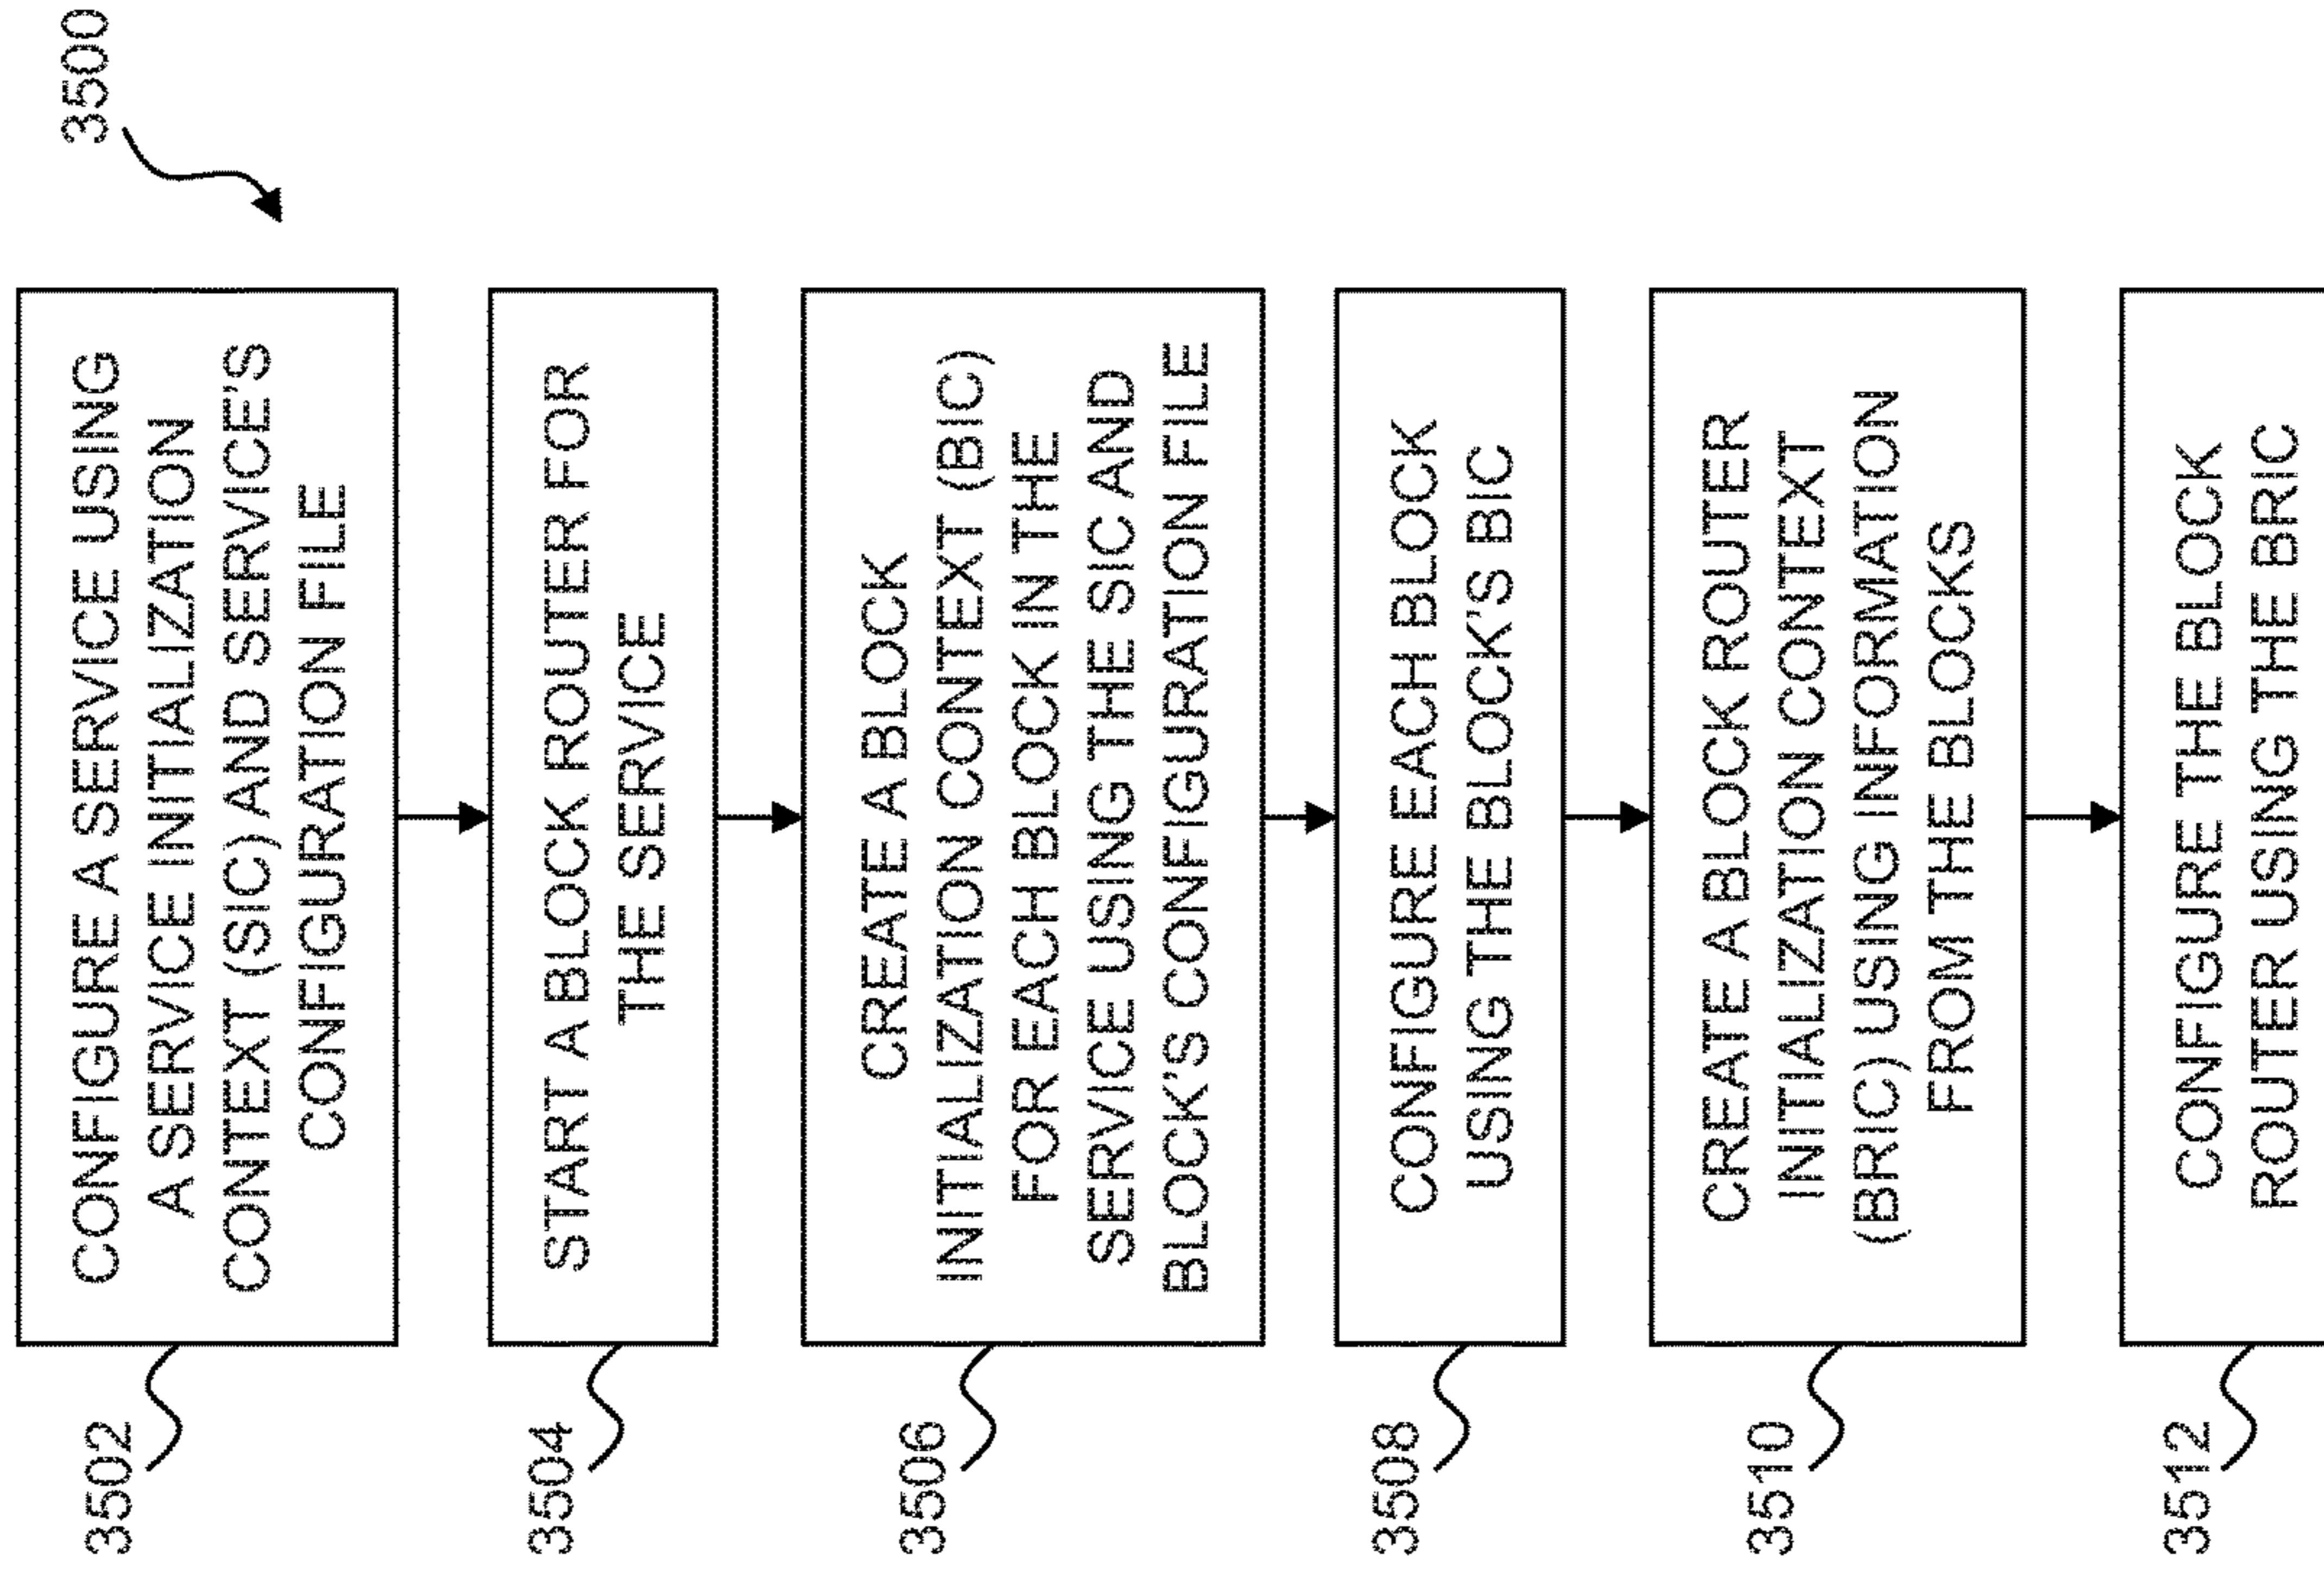 3500
3502
CONFIGURE A SERVICE USING
A SERVICE INITIALIZATION
CONTEXT (SIC) AND SERVICE'S
CONFIGURATION FILE
3504
START A BLOCK ROUTER FOR
THE SERVICE
3506
CREATE A BLOCK
INITIALIZATION CONTEXT (BIC)
FOR EACH BLOCK IN THE
SERVICE USING THE SIC AND
BLOCK'S CONFIGURATION FILE
3508
CONFIGURE EACH BLOCK
USING THE BLOCK'S BIC
3510
CREATE A BLOCK ROUTER
INITIALIZATION CONTEXT
(BRIC) USING INFORMATION
FROM THE BLOCKS
3512
CONFIGURE THE BLOCK
ROUTER USING THE BRIC